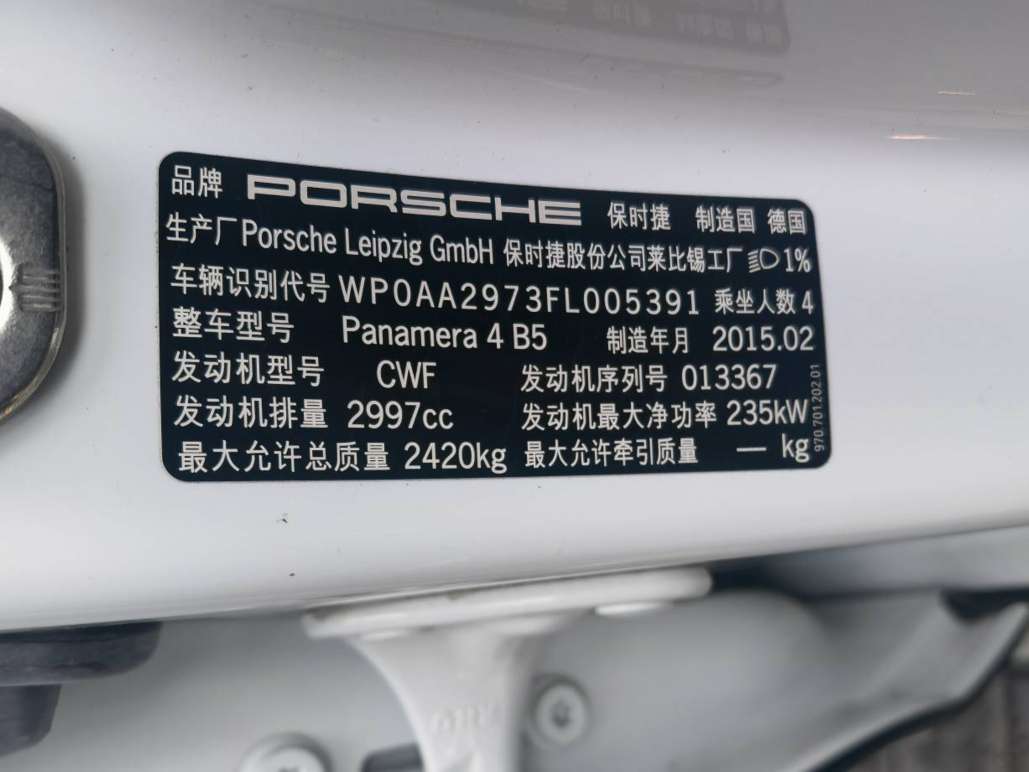 品牌 PORSCHE 保时捷 制造国 德国
生产厂 Porsche Leipzig GmbH 保时捷股份公司莱比锡工厂 1%
车辆识别代号 WP0AA2973FL005391 乘坐人数 4
整车型号 Panamera 4 B5 制造年月 2015.02
发动机型号 CWF 发动机序列号 013367
发动机排量 2997cc 发动机最大净功率 235kW
最大允许总质量 2420kg 最大允许牵引质量 — kg
970.701.202.01